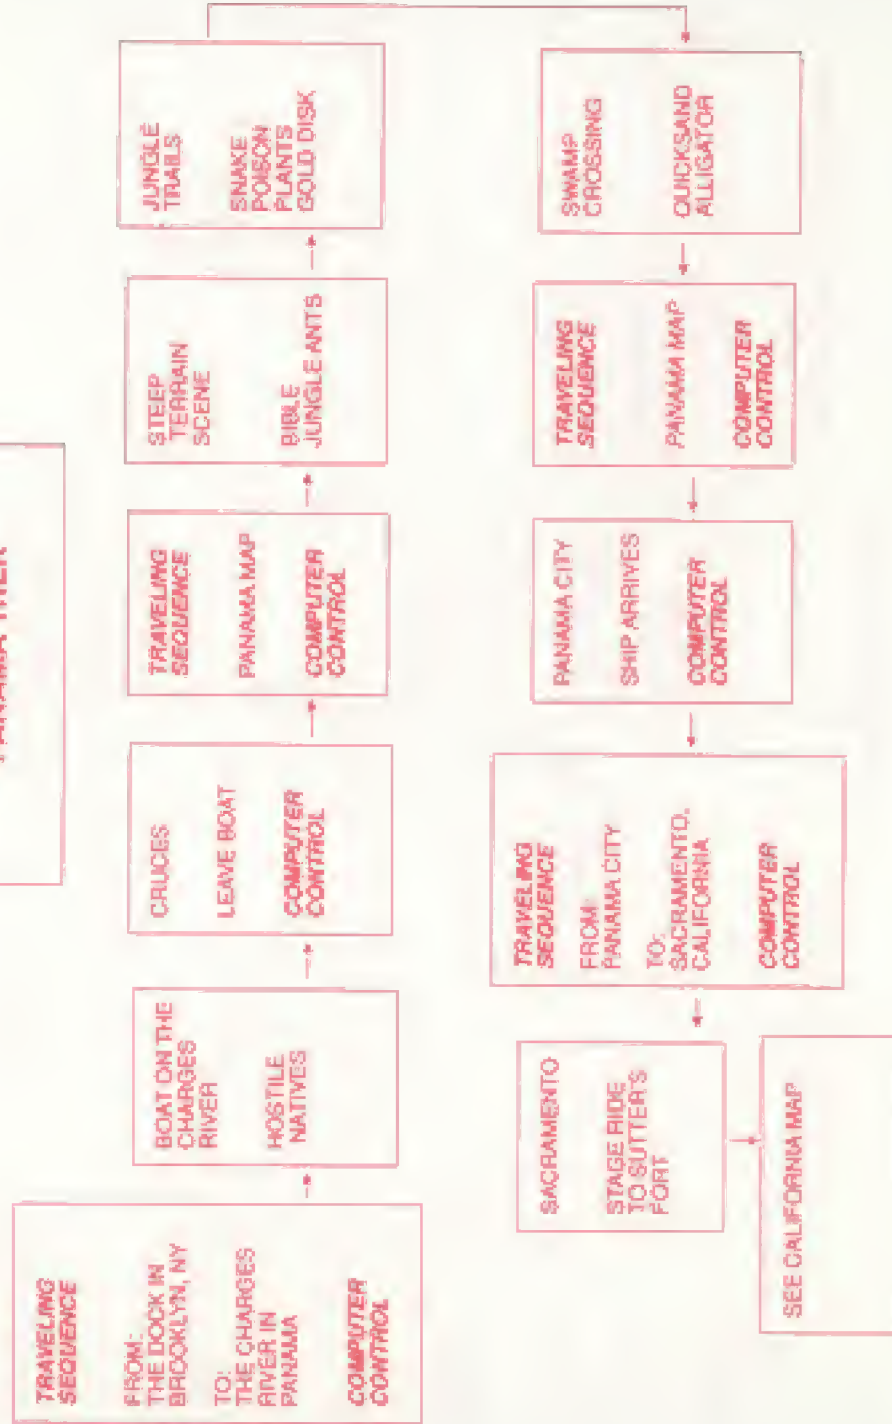 PANAMA TREK
TRAVELING
SEQUENCE
FROM:
THE DOCK IN
BROOKLYN, NY
TO:
THE CHARGES
RIVER IN
PANAMA
COMPUTER
CONTROL
BOAT ON THE
CHARGES
RIVER
HOSTILE
NATIVES
CRUCES
LEAVE BOAT
COMPUTER
CONTROL
TRAVELING
SEQUENCE
PANAMA MAP
COMPUTER
CONTROL
STEEP
TERRAIN
SCENE
BIBLE
JUNGLE ANTS
JUNGLE
TRAILS
SNAKE
POISON
PLANTS
GOLD DISK
SWAMP
CROSSING
QUICKSAND
ALLIGATOR
TRAVELING
SEQUENCE
PANAMA MAP
COMPUTER
CONTROL
PANAMA CITY
SHIP ARRIVES
COMPUTER
CONTROL
TRAVELING
SEQUENCE
FROM:
PANAMA CITY
TO:
SACRAMENTO,
CALIFORNIA
COMPUTER
CONTROL
SACRAMENTO
STAGE RIDE
TO SUTTER'S
FORT
SEE CALIFORNIA MAP